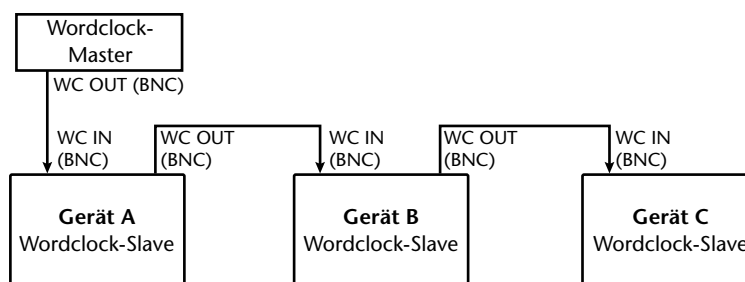 Wordclock-
Master
WC OUT (BNC)
WC IN
(BNC)
WC OUT
(BNC)
WC IN
(BNC)
WC OUT
(BNC)
WC IN
(BNC)
Gerät A
Wordclock-Slave
Gerät B
Wordclock-Slave
Gerät C
Wordclock-Slave